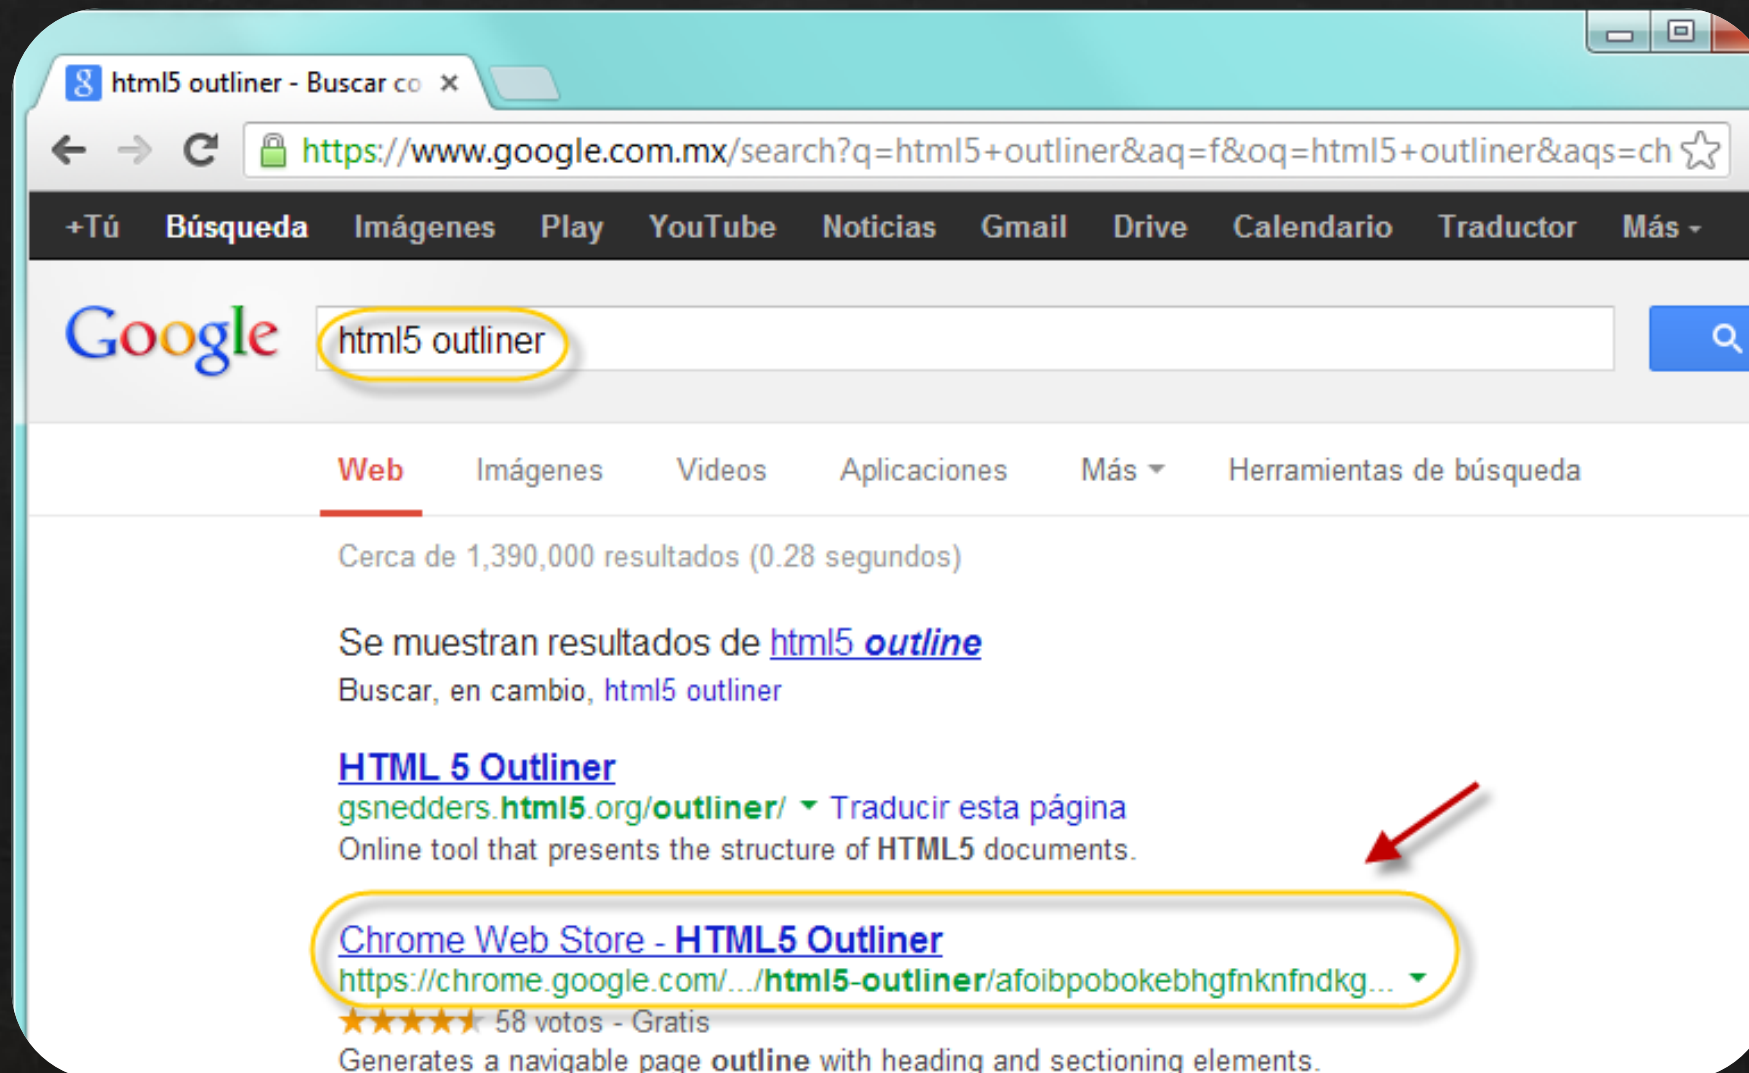 html5 outliner - Buscar co
https://www.google.com.mx/search?q=html5+outliner&aq=f&oq=html5+outliner&aqs=ch
+Tú Búsqueda Imágenes Play YouTube Noticias Gmail Drive Calendario Traductor Más
Google html5 outliner
Web Imágenes Videos Aplicaciones Más Herramientas de búsqueda
Cerca de 1,390,000 resultados (0.28 segundos)
Se muestran resultados de html5 outline
Buscar, en cambio, html5 outliner
HTML 5 Outliner
gsnedders.html5.org/outliner/ Traducir esta página
Online tool that presents the structure of HTML5 documents.
Chrome Web Store - HTML5 Outliner
https://chrome.google.com/.../html5-outliner/afoibpobokebhgfnknfndkg...
58 votos - Gratis
Generates a navigable page outline with heading and sectioning elements.